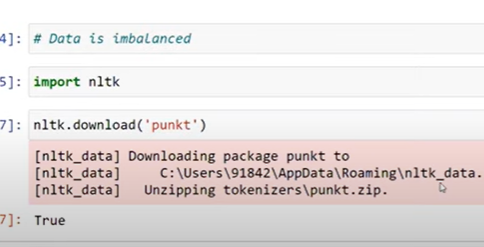 4]: # Data is imbalanced
5]: import nltk
7]: nltk.download('punkt')
[nltk_data] Downloading package punkt to
[nltk_data]     C:\Users\91842\AppData\Roaming\nltk_data.
[nltk_data]   Unzipping tokenizers\punkt.zip.
7]: True